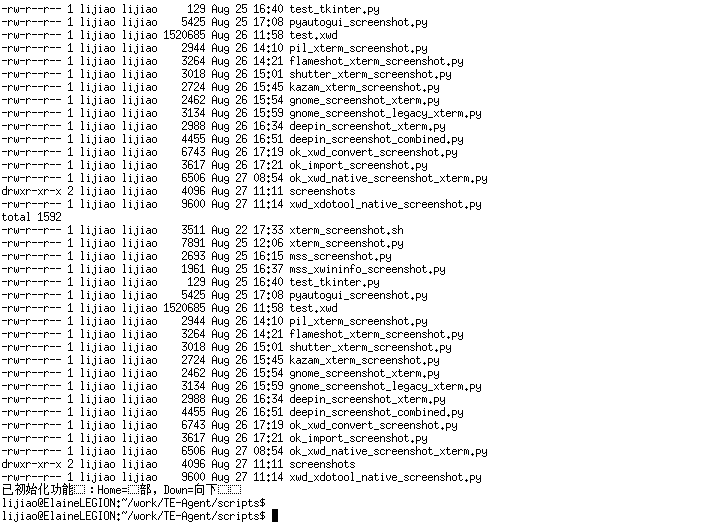 -rw-r--r-- 1 lijiao lijiao     129 Aug 25 16:40 test_tkinter.py
-rw-r--r-- 1 lijiao lijiao    5425 Aug 25 17:08 pyautogui_screenshot.py
-rw-r--r-- 1 lijiao lijiao 1520685 Aug 26 11:58 test.xwd
-rw-r--r-- 1 lijiao lijiao    2944 Aug 26 14:10 pil_xterm_screenshot.py
-rw-r--r-- 1 lijiao lijiao    3264 Aug 26 14:21 flameshot_xterm_screenshot.py
-rw-r--r-- 1 lijiao lijiao    3018 Aug 26 15:01 shutter_xterm_screenshot.py
-rw-r--r-- 1 lijiao lijiao    2724 Aug 26 15:45 kazam_xterm_screenshot.py
-rw-r--r-- 1 lijiao lijiao    2462 Aug 26 15:54 gnome_screenshot_xterm.py
-rw-r--r-- 1 lijiao lijiao    3134 Aug 26 15:59 gnome_screenshot_legacy_xterm.py
-rw-r--r-- 1 lijiao lijiao    2988 Aug 26 16:34 deepin_screenshot_xterm.py
-rw-r--r-- 1 lijiao lijiao    4455 Aug 26 16:51 deepin_screenshot_combined.py
-rw-r--r-- 1 lijiao lijiao    6743 Aug 26 17:19 ok_xwd_convert_screenshot.py
-rw-r--r-- 1 lijiao lijiao    3617 Aug 26 17:21 ok_import_screenshot.py
-rw-r--r-- 1 lijiao lijiao    6506 Aug 27 08:54 ok_xwd_native_screenshot_xterm.py
drwxr-xr-x 2 lijiao lijiao    4096 Aug 27 11:11 screenshots
-rw-r--r-- 1 lijiao lijiao    9600 Aug 27 11:14 xwd_xdotool_native_screenshot.py
total 1592
-rw-r--r-- 1 lijiao lijiao    3511 Aug 22 17:33 xterm_screenshot.sh
-rw-r--r-- 1 lijiao lijiao    7891 Aug 25 12:06 xterm_screenshot.py
-rw-r--r-- 1 lijiao lijiao    2693 Aug 25 16:15 mss_screenshot.py
-rw-r--r-- 1 lijiao lijiao    1961 Aug 25 16:37 mss_xwininfo_screenshot.py
-rw-r--r-- 1 lijiao lijiao     129 Aug 25 16:40 test_tkinter.py
-rw-r--r-- 1 lijiao lijiao    5425 Aug 25 17:08 pyautogui_screenshot.py
-rw-r--r-- 1 lijiao lijiao 1520685 Aug 26 11:58 test.xwd
-rw-r--r-- 1 lijiao lijiao    2944 Aug 26 14:10 pil_xterm_screenshot.py
-rw-r--r-- 1 lijiao lijiao    3264 Aug 26 14:21 flameshot_xterm_screenshot.py
-rw-r--r-- 1 lijiao lijiao    3018 Aug 26 15:01 shutter_xterm_screenshot.py
-rw-r--r-- 1 lijiao lijiao    2724 Aug 26 15:45 kazam_xterm_screenshot.py
-rw-r--r-- 1 lijiao lijiao    2462 Aug 26 15:54 gnome_screenshot_xterm.py
-rw-r--r-- 1 lijiao lijiao    3134 Aug 26 15:59 gnome_screenshot_legacy_xterm.py
-rw-r--r-- 1 lijiao lijiao    2988 Aug 26 16:34 deepin_screenshot_xterm.py
-rw-r--r-- 1 lijiao lijiao    4455 Aug 26 16:51 deepin_screenshot_combined.py
-rw-r--r-- 1 lijiao lijiao    6743 Aug 26 17:19 ok_xwd_convert_screenshot.py
-rw-r--r-- 1 lijiao lijiao    3617 Aug 26 17:21 ok_import_screenshot.py
-rw-r--r-- 1 lijiao lijiao    6506 Aug 27 08:54 ok_xwd_native_screenshot_xterm.py
drwxr-xr-x 2 lijiao lijiao    4096 Aug 27 11:11 screenshots
-rw-r--r-- 1 lijiao lijiao    9600 Aug 27 11:14 xwd_xdotool_native_screenshot.py
已初始化功能：Home=部, Down=向下
lijiao@ElaineLEGION:~/work/TE-Agent/scripts$
lijiao@ElaineLEGION:~/work/TE-Agent/scripts$